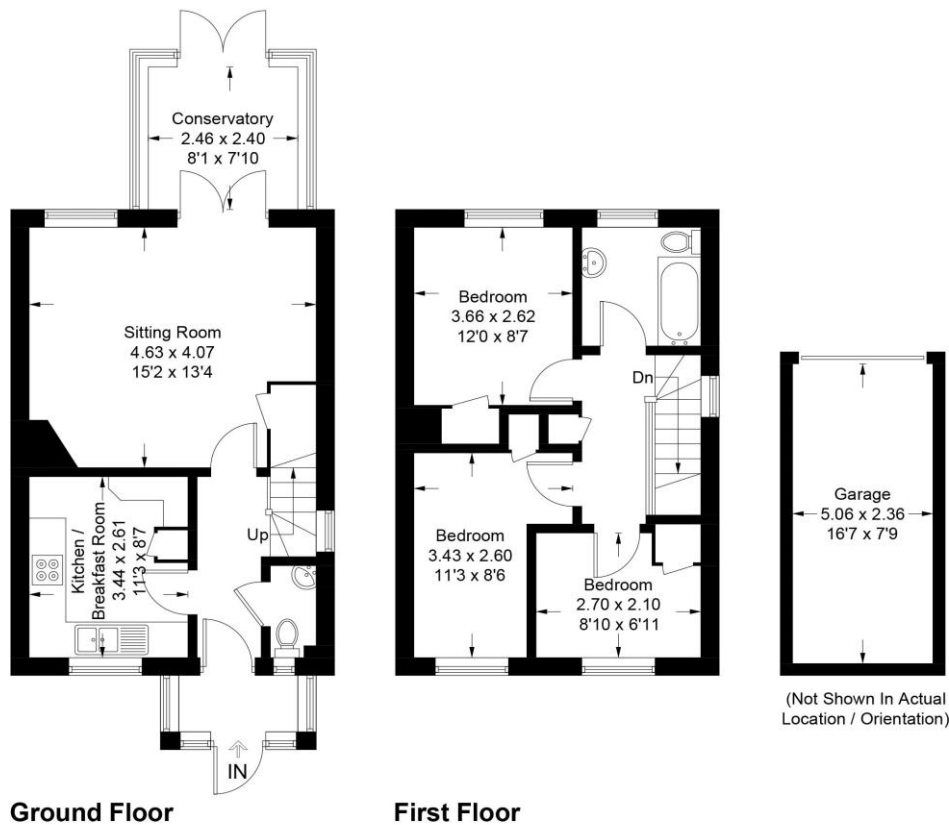 Conservatory
2.46 x 2.40
8'1 x 7'10
Sitting Room
4.63 x 4.07
15'2 x 13'4
Kitchen /
Breakfast Room
3.44 x 2.61
11'3 x 8'7
Up
IN
Ground Floor
Bedroom
3.66 x 2.62
12'0 x 8'7
Dn
Bedroom
3.43 x 2.60
11'3 x 8'6
Bedroom
2.70 x 2.10
8'10 x 6'11
First Floor
Garage
5.06 x 2.36
16'7 x 7'9
(Not Shown In Actual
Location / Orientation)